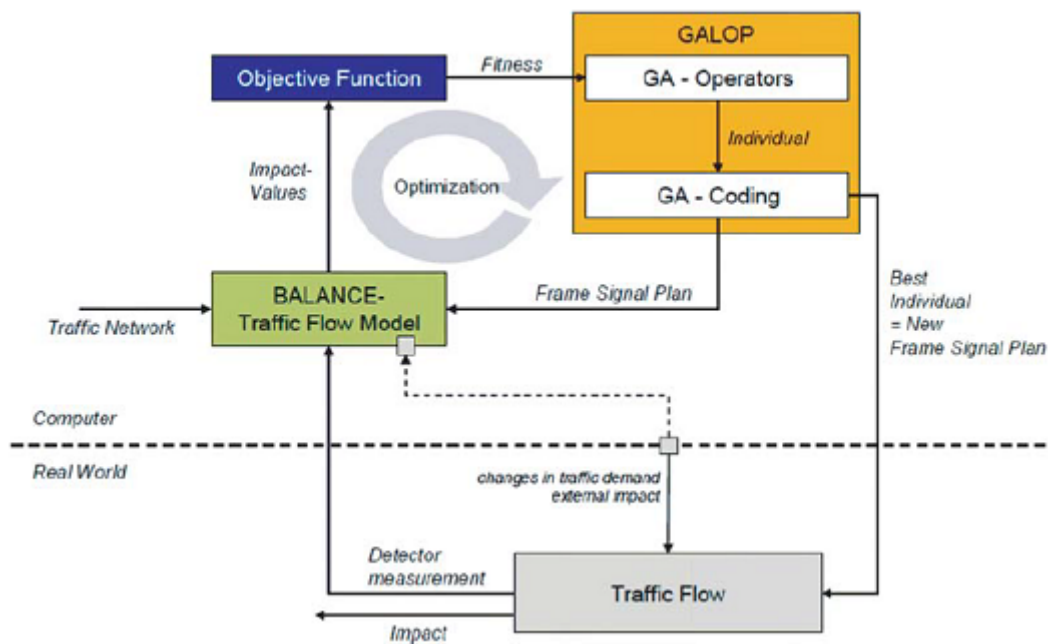 GALOP
Objective Function
Fitness
GA - Operators
Individual
Impact-
Values
Optimization
GA - Coding
BALANCE-
Traffic Flow Model
Frame Signal Plan
Traffic Network
Best
Individual
= New
Frame Signal Plan
Computer
Real World
changes in traffic demand
external impact
Detector
measurement
Traffic Flow
Impact